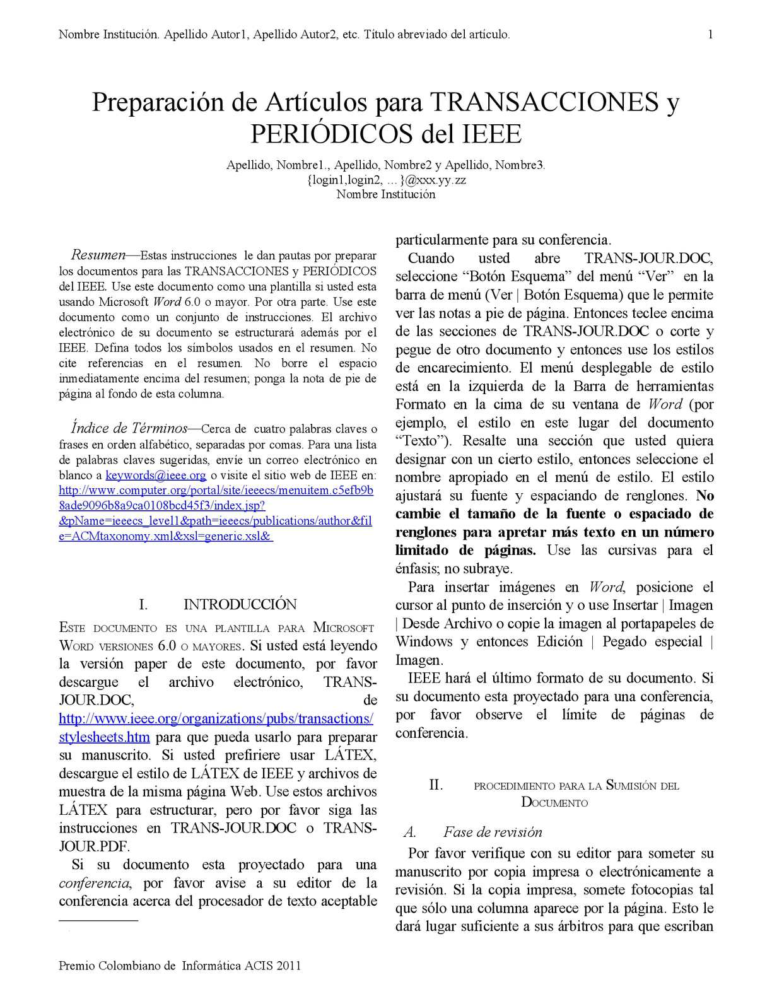 Nombre Institución. Apellido Autor1, Apellido Autor2, etc. Título abreviado del artículo. 1
Preparación de Artículos para TRANSACCIONES y
PERIÓDICOS del IEEE
Apellido, Nombre1., Apellido, Nombre2 y Apellido, Nombre3.
{login1,login2, ...}@xxx.yy.zz
Nombre Institución
Resumen—Estas instrucciones le dan pautas por preparar
los documentos para las TRANSACCIONES y PERIÓDICOS
del IEEE. Use este documento como una plantilla si usted esta
usando Microsoft Word 6.0 o mayor. Por otra parte. Use este
documento como un conjunto de instrucciones. El archivo
electrónico de su documento se estructurará además por el
IEEE. Defina todos los símbolos usados en el resumen. No
cite referencias en el resumen. No borre el espacio
inmediatamente encima del resumen; ponga la nota de pie de
página al fondo de esta columna.
Índice de Términos—Cerca de cuatro palabras claves o
frases en orden alfabético, separadas por comas. Para una lista
de palabras claves sugeridas, envíe un correo electrónico en
blanco a keywords@ieee.org o visite el sitio web de IEEE en:
http://www.computer.org/portal/site/ieeecs/menuitem.c5efb9b
8ade9096b8a9ca0108bcd45f3/index.jsp?
&pName=ieeecs_level1&path=ieeecs/publications/author&fil
e=ACMtaxonomy.xml&xsl=generic.xsl&
I. INTRODUCCIÓN
ESTE DOCUMENTO ES UNA PLANTILLA PARA MICROSOFT
WORD VERSIONES 6.0 O MAYORES. Si usted está leyendo
la versión paper de este documento, por favor
descargue el archivo electrónico, TRANS-
JOUR.DOC, de
http://www.ieee.org/organizations/pubs/transactions/
stylesheets.htm para que pueda usarlo para preparar
su manuscrito. Si usted prefiriere usar LÁTEX,
descargue el estilo de LÁTEX de IEEE y archivos de
muestra de la misma página Web. Use estos archivos
LÁTEX para estructurar, pero por favor siga las
instrucciones en TRANS-JOUR.DOC o TRANS-
JOUR.PDF.
Si su documento esta proyectado para una
conferencia, por favor avise a su editor de la
conferencia acerca del procesador de texto aceptable
particularmente para su conferencia.
Cuando usted abre TRANS-JOUR.DOC,
seleccione “Botón Esquema” del menú “Ver” en la
barra de menú (Ver | Botón Esquema) que le permite
ver las notas a pie de página. Entonces teclee encima
de las secciones de TRANS-JOUR.DOC o corte y
pegue de otro documento y entonces use los estilos
de encarecimiento. El menú desplegable de estilo
está en la izquierda de la Barra de herramientas
Formato en la cima de su ventana de Word (por
ejemplo, el estilo en este lugar del documento
“Texto”). Resalte una sección que usted quiera
designar con un cierto estilo, entonces seleccione el
nombre apropiado en el menú de estilo. El estilo
ajustará su fuente y espaciando de renglones. No
cambie el tamaño de la fuente o espaciado de
renglones para apretar más texto en un número
limitado de páginas. Use las cursivas para el
énfasis; no subraye.
Para insertar imágenes en Word, posicione el
cursor al punto de inserción y o use Insertar | Imagen
| Desde Archivo o copie la imagen al portapapeles de
Windows y entonces Edición | Pegado especial |
Imagen.
IEEE hará el último formato de su documento. Si
su documento esta proyectado para una conferencia,
por favor observe el límite de páginas de
conferencia.
II. PROCEDIMIENTO PARA LA SUMISIÓN DEL
DOCUMENTO
A. Fase de revisión
Por favor verifique con su editor para someter su
manuscrito por copia impresa o electrónicamente a
revisión. Si la copia impresa, somete fotocopias tal
que sólo una columna aparece por la página. Esto le
dará lugar suficiente a sus árbitros para que escriban
Premio Colombiano de Informática ACIS 2011